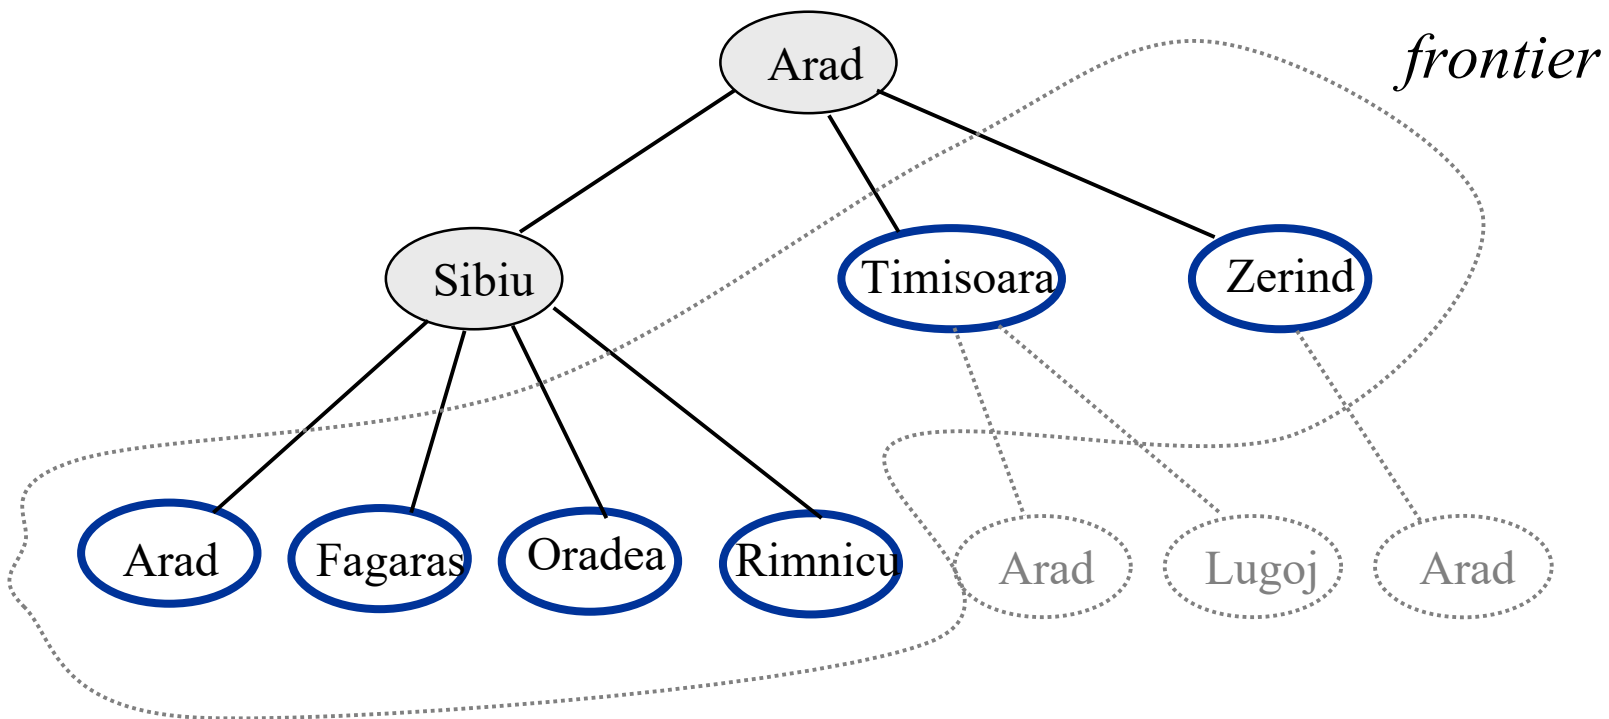 Arad
frontier
Sibiu
Timisoara
Zerind
Arad
Fagaras
Oradea
Rimnicu
Arad
Lugoj
Arad